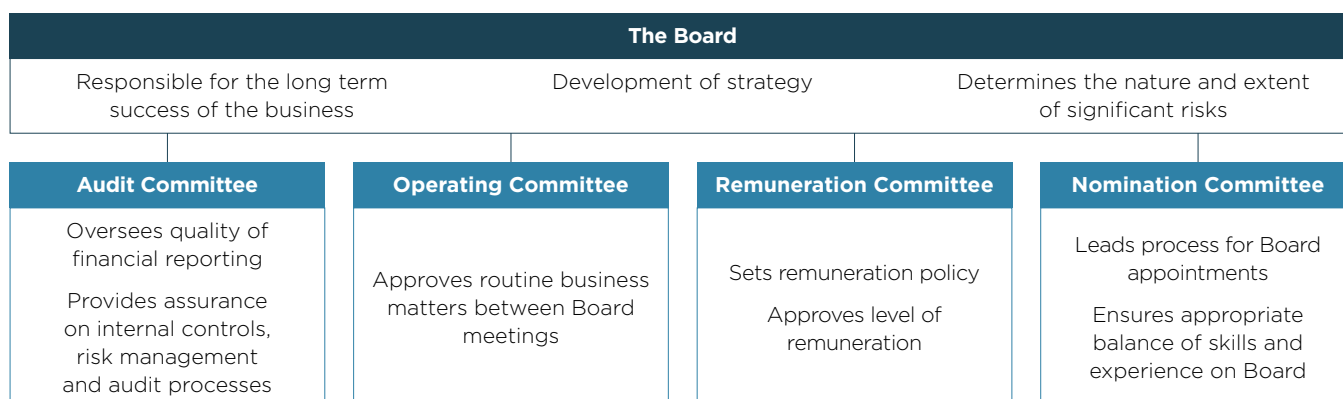 The Board
Responsible for the long term
success of the business
Development of strategy
Determines the nature and extent
of significant risks
Audit Committee
Oversees quality of
financial reporting
Provides assurance
on internal controls,
risk management
and audit processes
Operating Committee
Approves routine business
matters between Board
meetings
Remuneration Committee
Sets remuneration policy
Approves level of
remuneration
Nomination Committee
Leads process for Board
appointments
Ensures appropriate
balance of skills and
experience on Board